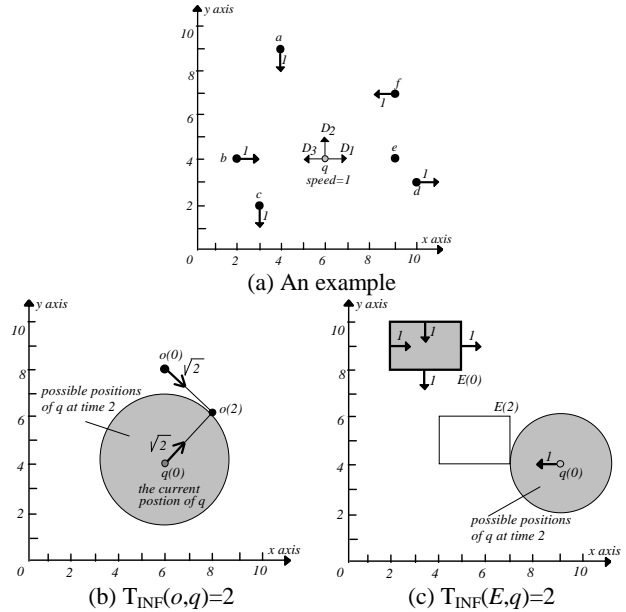 y axis
10
8
6
4
2
0
2 4 6 8 10
x axis
a
1
f
1
b
1
D3
D2
D1
q
speed=1
e
1
d
c
1
(a) An example
y axis
10
8
6
4
2
0
2 4 6 8 10
x axis
o(0)
√2
possible positions
of q at time 2
o(2)
√2
q(0)
the current
postion of q
(b) TINF(o,q)=2
y axis
10
8
6
4
2
0
2 4 6 8 10
x axis
1
1
1
1
E(0)
E(2)
1
q(0)
possible positions
of q at time 2
(c) TINF(E,q)=2